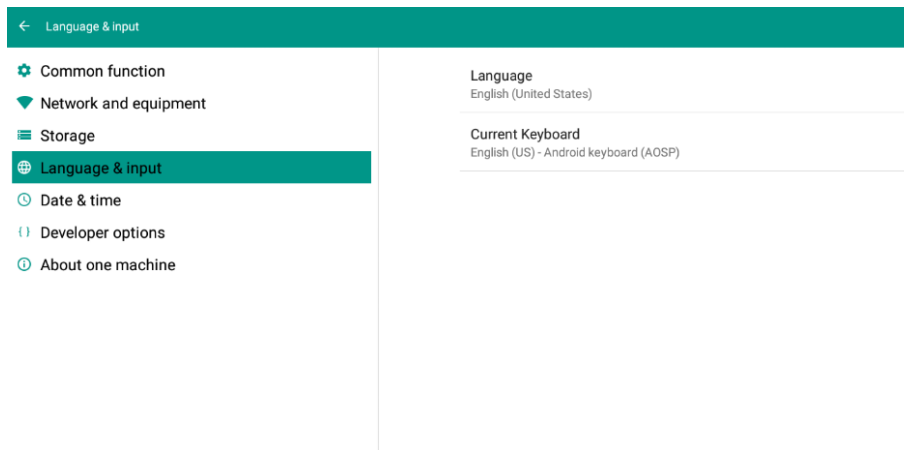 Language & input
Common function
Network and equipment
Storage
Language & input
Date & time
Developer options
About one machine
Language
English (United States)
Current Keyboard
English (US) - Android keyboard (AOSP)